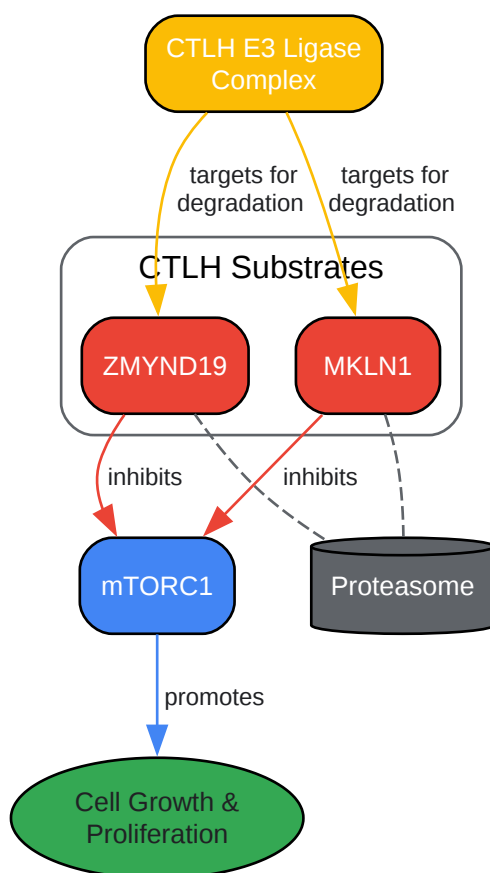 CTLH E3 Ligase
Complex
targets for
degradation
targets for
degradation
CTLH Substrates
ZMYND19
MKLN1
inhibits
inhibits
mTORC1
Proteasome
promotes
Cell Growth &
Proliferation